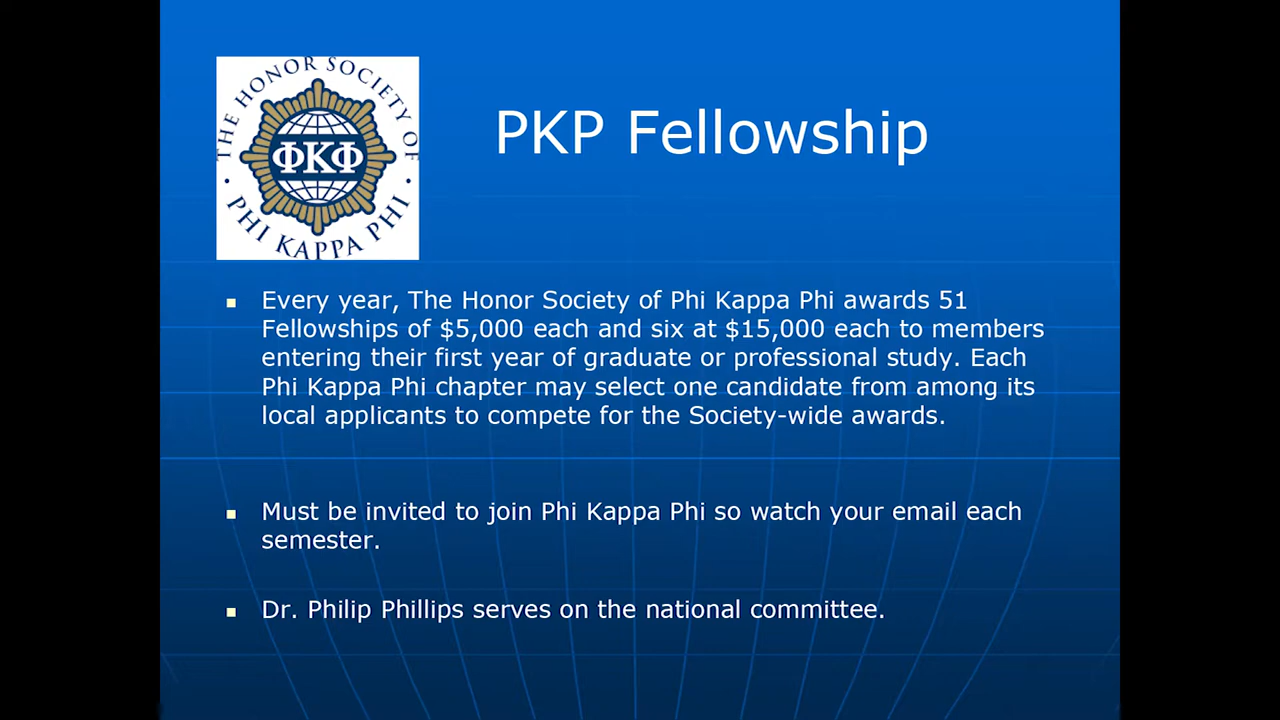 THE HONOR SOCIETY OF
ΦΚΦ
• PHI KAPPA PHI •
PKP Fellowship
▪ Every year, The Honor Society of Phi Kappa Phi awards 51
Fellowships of $5,000 each and six at $15,000 each to members
entering their first year of graduate or professional study. Each
Phi Kappa Phi chapter may select one candidate from among its
local applicants to compete for the Society-wide awards.
▪ Must be invited to join Phi Kappa Phi so watch your email each
semester.
▪ Dr. Philip Phillips serves on the national committee.